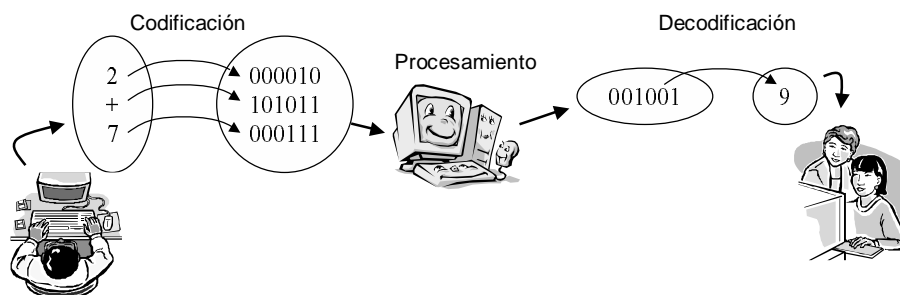 Codificación
Decodificación
Procesamiento
2
+
7
000010
101011
000111
001001
9